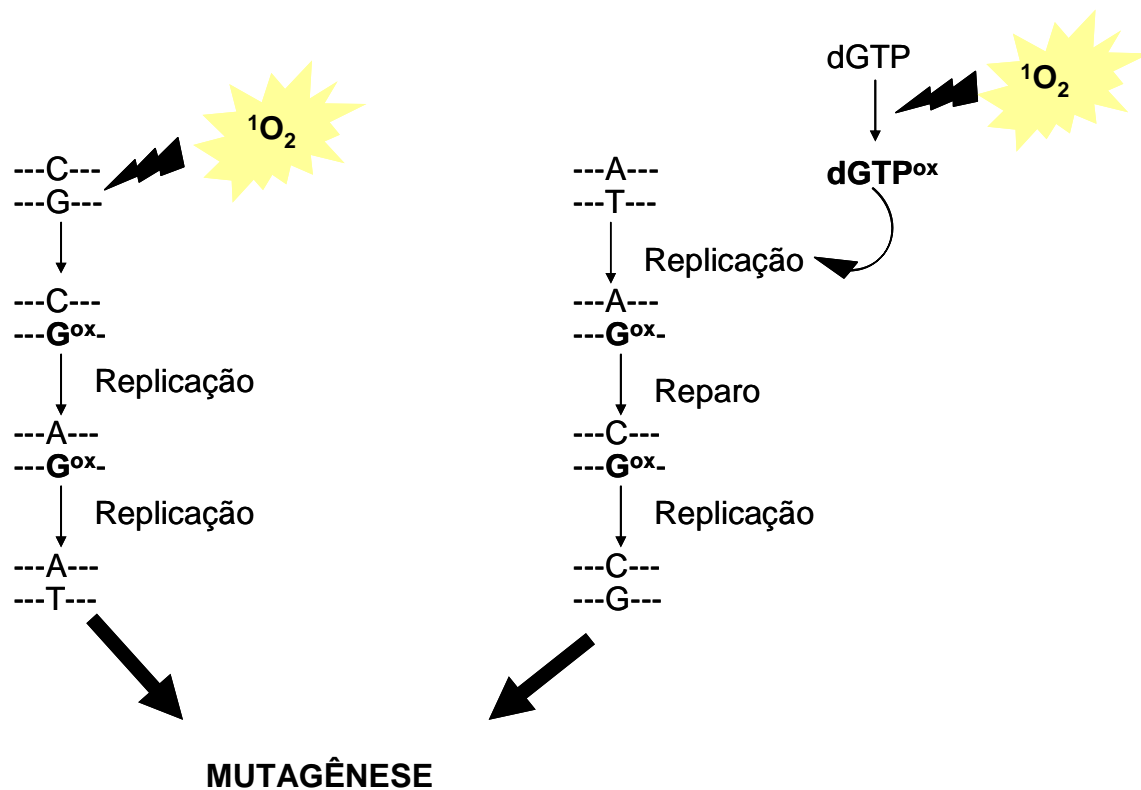 ¹O₂
---C---
---G---
---C---
---Gᵒˣ-
Replicação
---A---
---Gᵒˣ-
Replicação
---A---
---T---
dGTP
¹O₂
dGTPᵒˣ
---A---
---T---
Replicação
---A---
---Gᵒˣ-
Reparo
---C---
---Gᵒˣ-
Replicação
---C---
---G---
MUTAGÊNESE